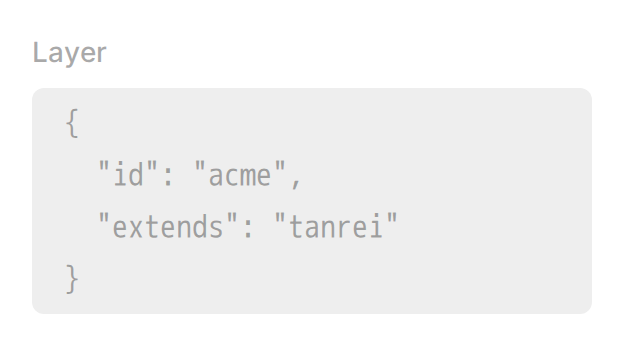 Layer
{
  "id": "acme",
  "extends": "tanrei"
}